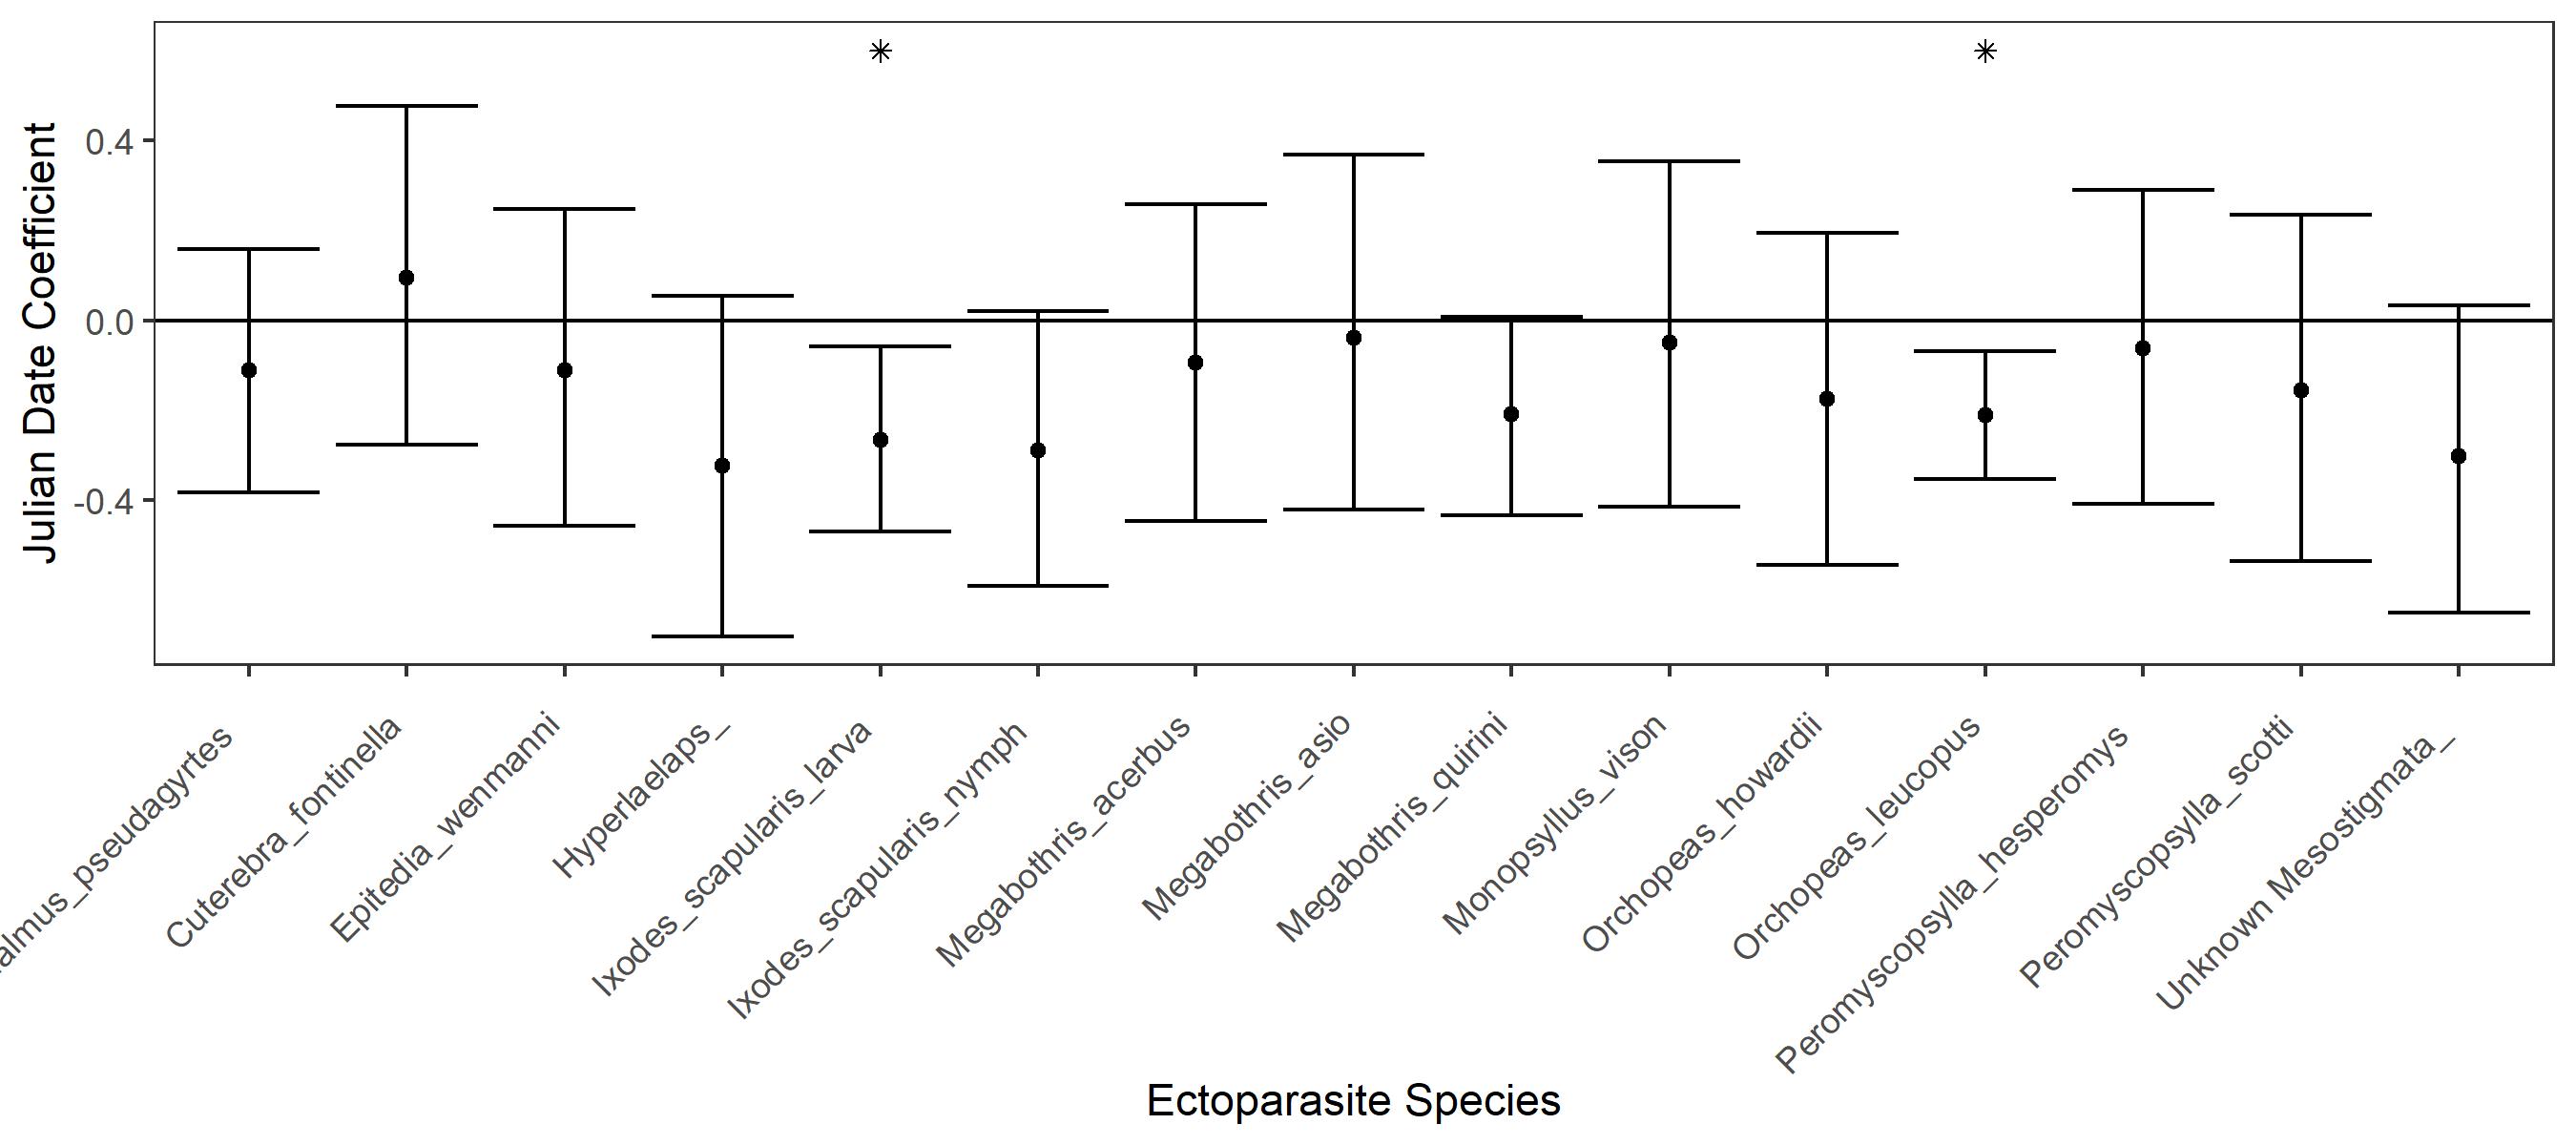 Julian Date Coefficient
0.4
0.0
-0.4
almus_pseudagyrtes
Cuterebra_fontinella
Epitedia_wenmanni
Hyperlaelaps_
Ixodes_scapularis_larva
Ixodes_scapularis_nymph
Megabothris_acerbus
Megabothris_asio
Megabothris_quirini
Monopsyllus_vison
Orchopeas_howardii
Orchopeas_leucopus
Peromyscopsylla_hesperomys
Peromyscopsylla_scotti
Unknown Mesostigmata_
Ectoparasite Species